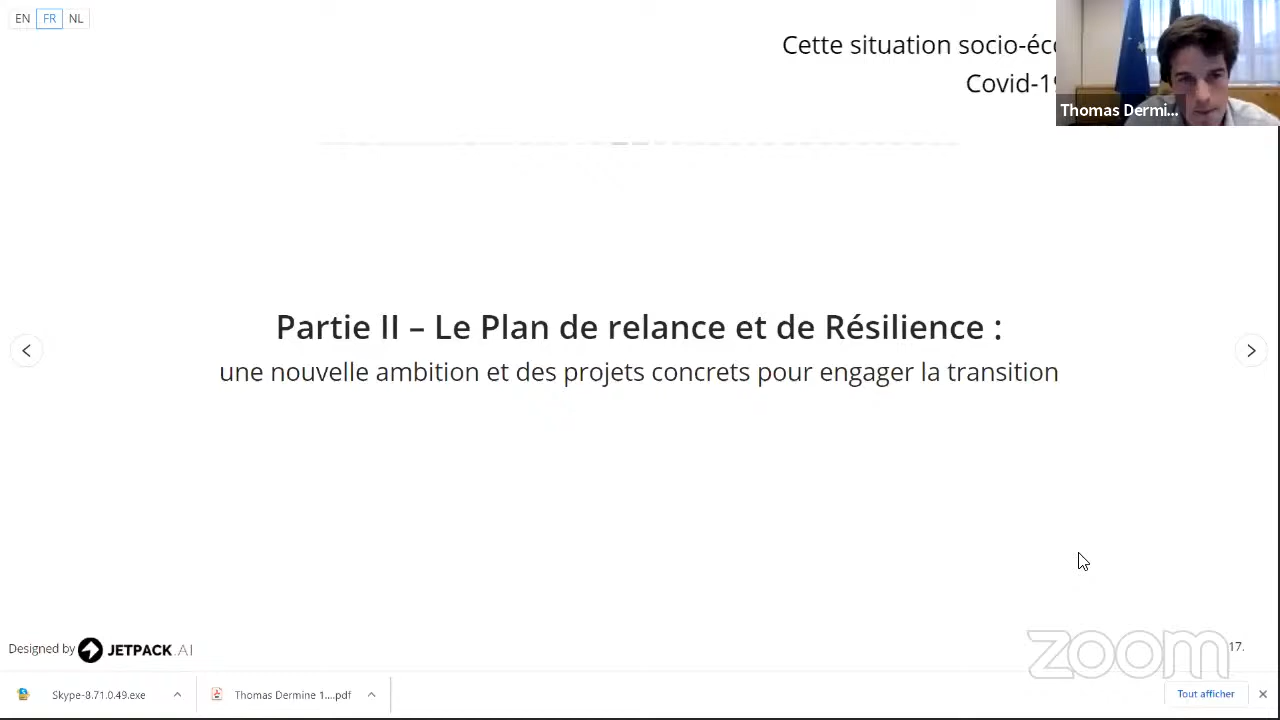 EN FR NL
Cette situation socio-éco
Covid-19
Thomas Dermi...
Partie II – Le Plan de relance et de Résilience :
une nouvelle ambition et des projets concrets pour engager la transition
Designed by JETPACK.AI
zoom
17.
Skype-8.71.0.49.exe
Thomas Dermine 1....pdf
Tout afficher